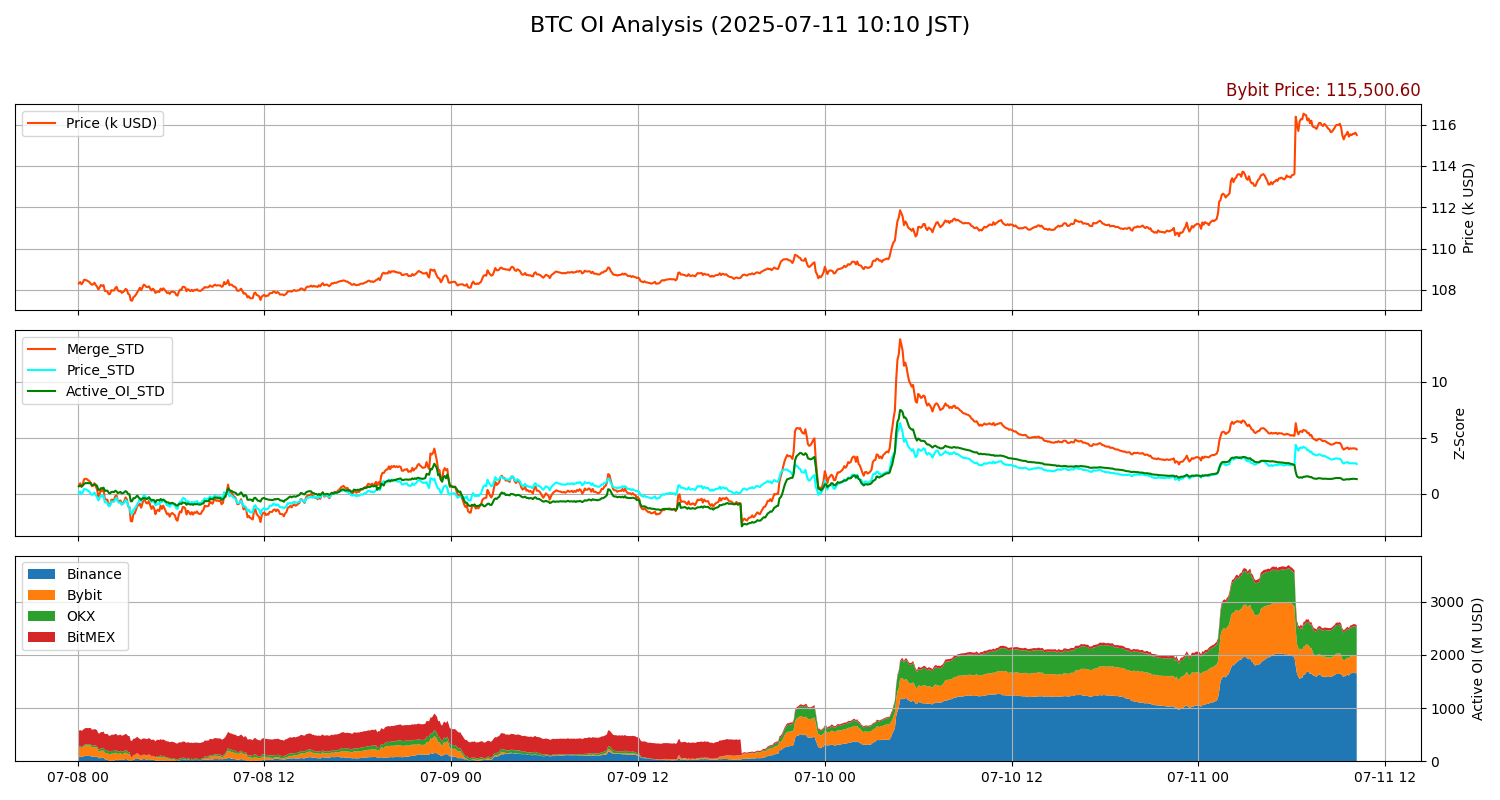 BTC OI Analysis (2025-07-11 10:10 JST)
Bybit Price: 115,500.60
Price (k USD)
116
114
112
110
108
Price (k USD)
Merge_STD
Price_STD
Active_OI_STD
10
5
0
Z-Score
Binance
Bybit
OKX
BitMEX
3000
2000
1000
0
Active OI (M USD)
07-08 00
07-08 12
07-09 00
07-09 12
07-10 00
07-10 12
07-11 00
07-11 12